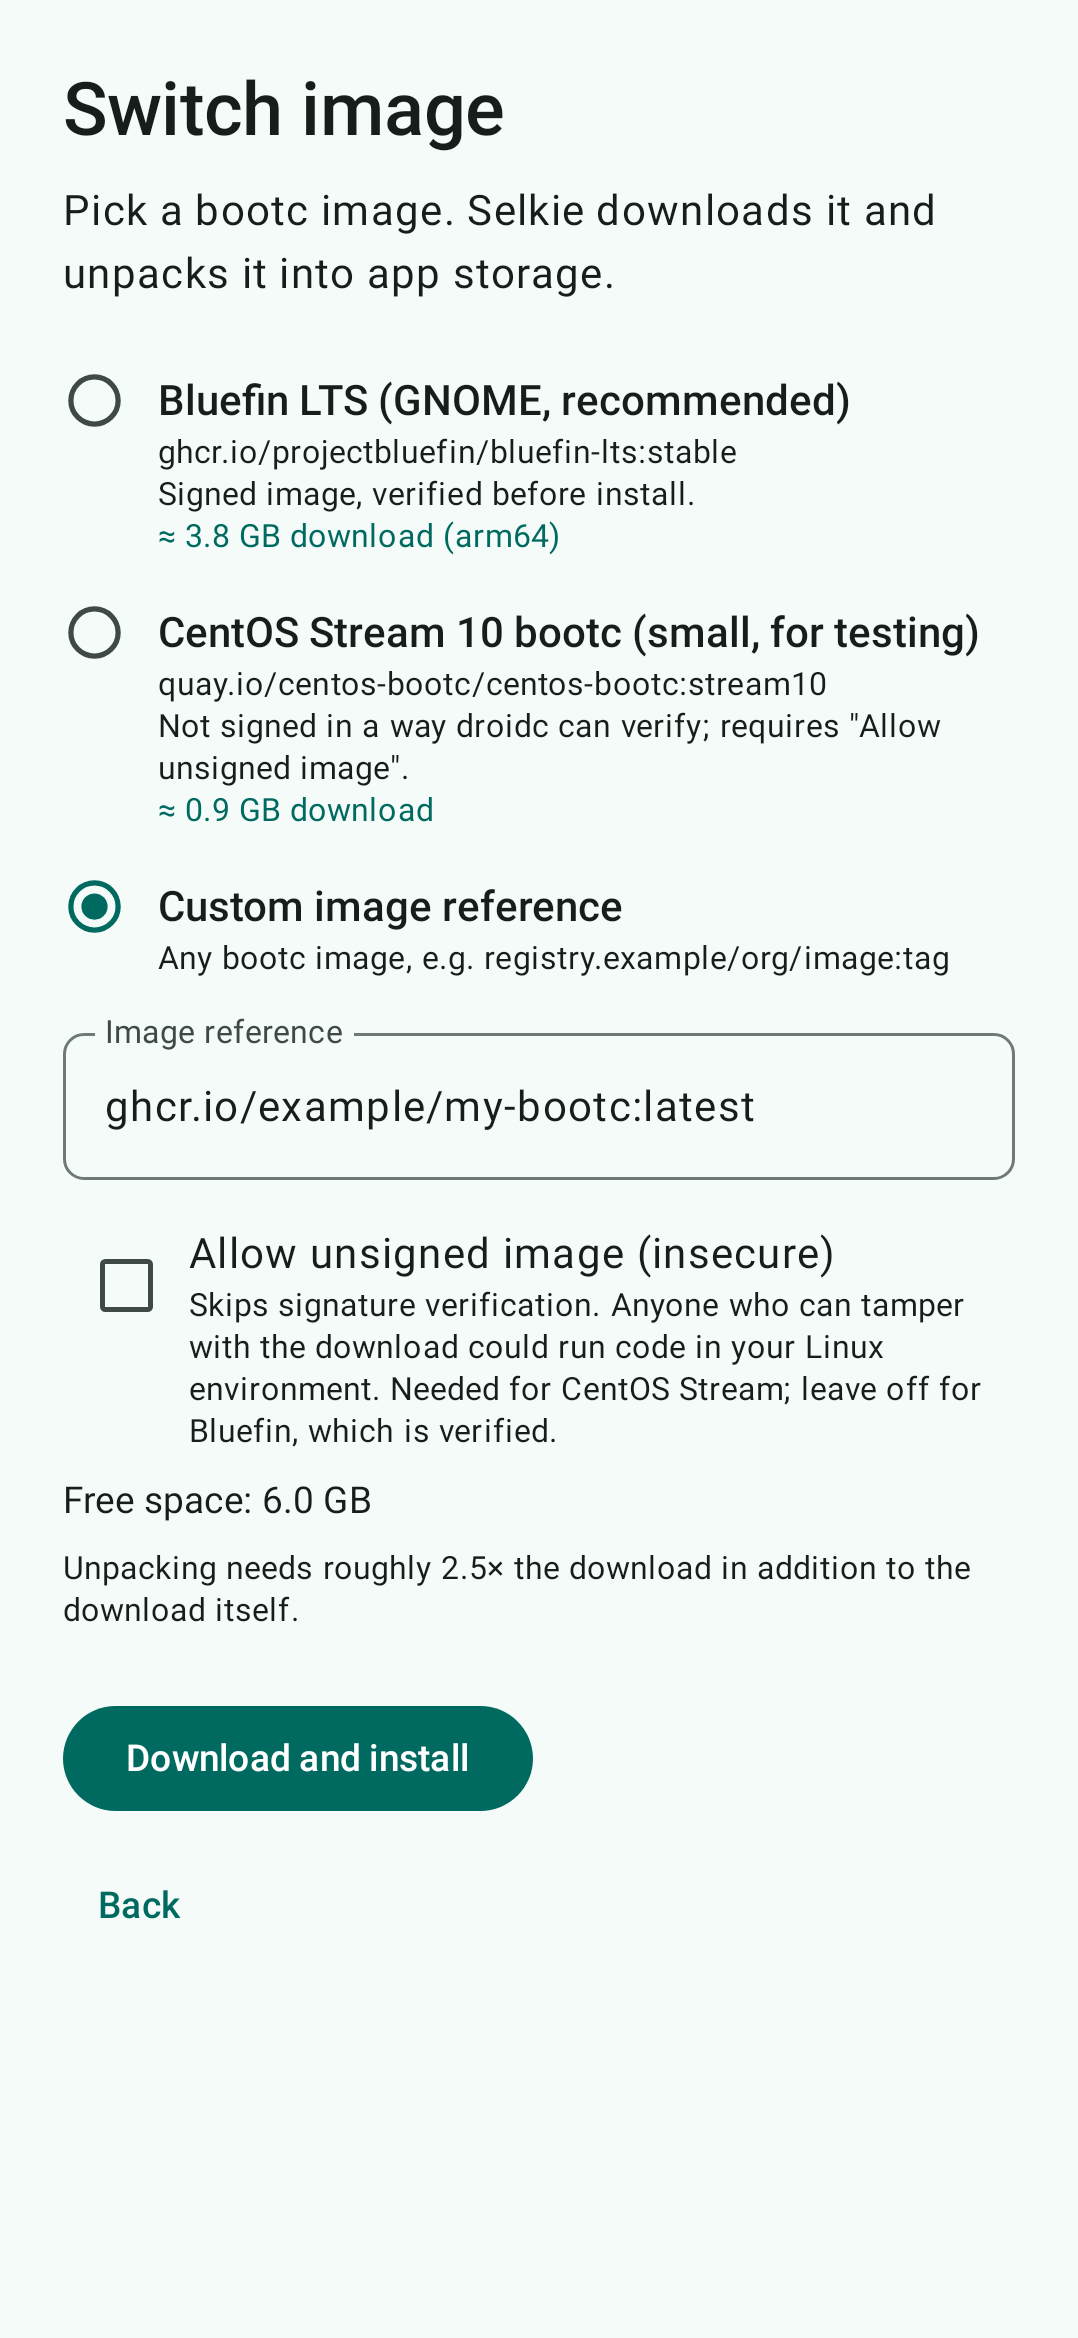 Switch image
Pick a bootc image. Selkie downloads it and
unpacks it into app storage.
Bluefin LTS (GNOME, recommended)
ghcr.io/projectbluefin/bluefin-lts:stable
Signed image, verified before install.
≈ 3.8 GB download (arm64)
CentOS Stream 10 bootc (small, for testing)
quay.io/centos-bootc/centos-bootc:stream10
Not signed in a way droidc can verify; requires "Allow
unsigned image".
≈ 0.9 GB download
Custom image reference
Any bootc image, e.g. registry.example/org/image:tag
Image reference
ghcr.io/example/my-bootc:latest
Allow unsigned image (insecure)
Skips signature verification. Anyone who can tamper
with the download could run code in your Linux
environment. Needed for CentOS Stream; leave off for
Bluefin, which is verified.
Free space: 6.0 GB
Unpacking needs roughly 2.5× the download in addition to the
download itself.
Download and install
Back